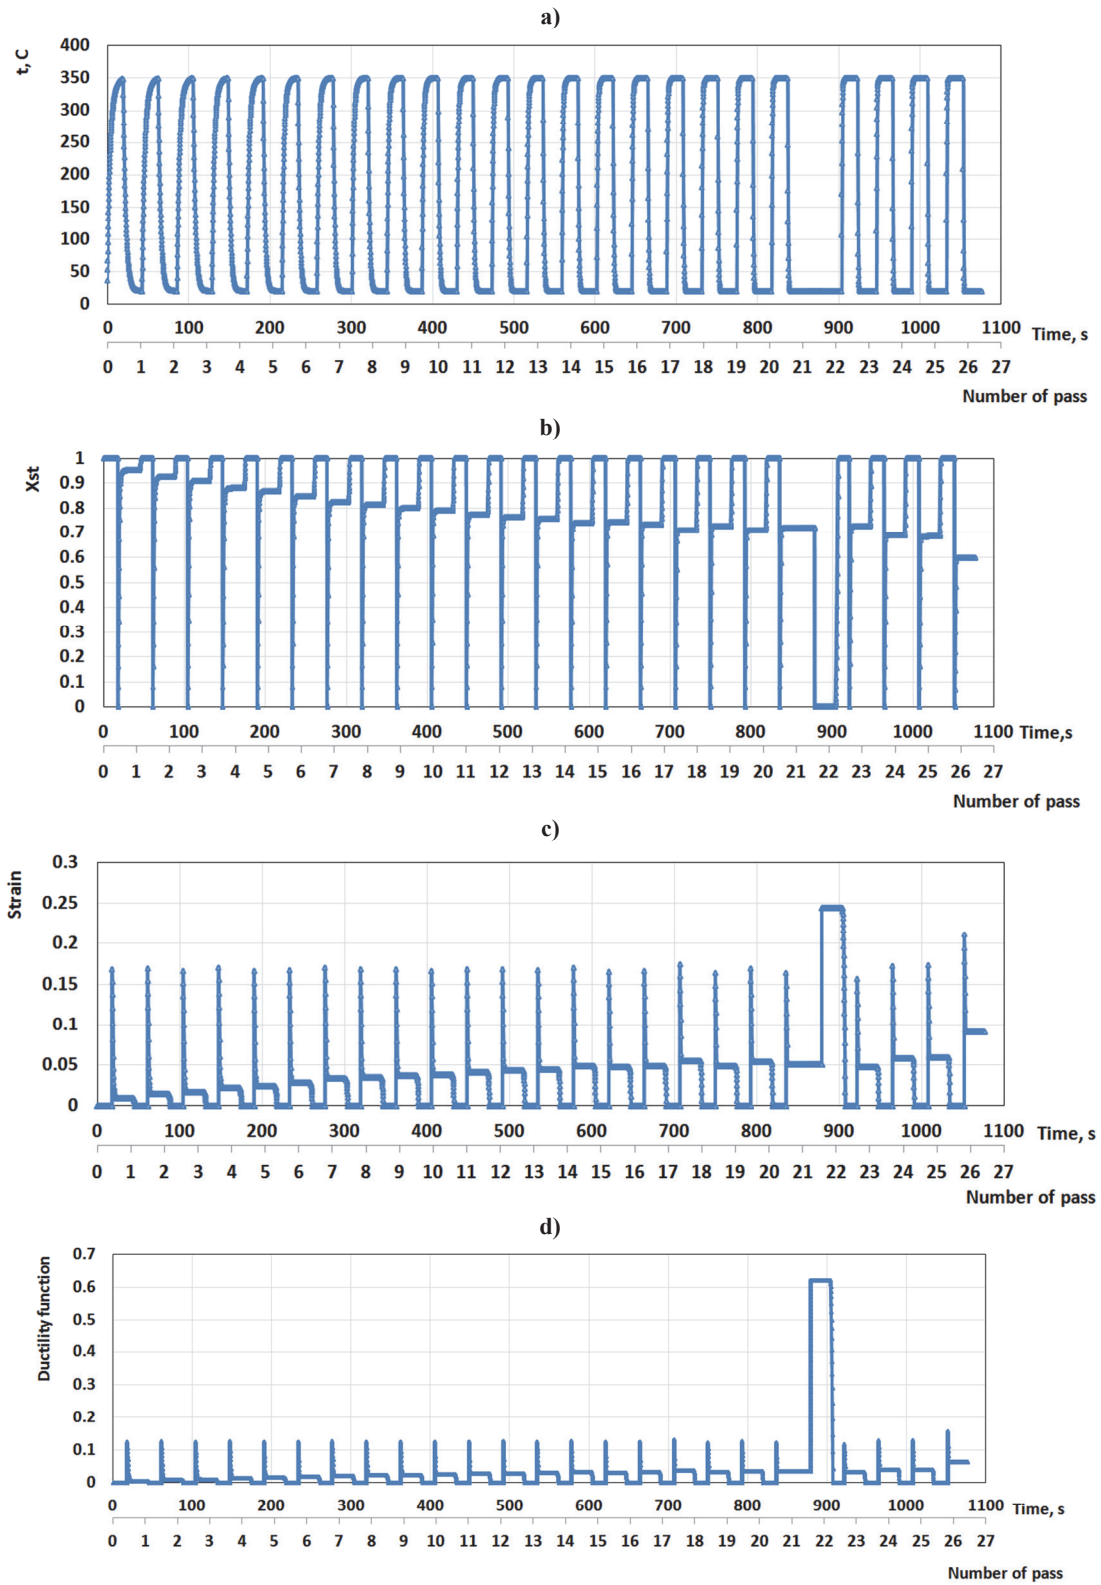 a)
t, C
400
350
300
250
200
150
100
50
0
0 100 200 300 400 500 600 700 800 900 1000 1100 Time, s
0 1 2 3 4 5 6 7 8 9 10 11 12 13 14 15 16 17 18 19 20 21 22 23 24 25 26 27
Number of pass
b)
Xst
1
0.9
0.8
0.7
0.6
0.5
0.4
0.3
0.2
0.1
0
0 100 200 300 400 500 600 700 800 900 1000 1100 Time,s
0 1 2 3 4 5 6 7 8 9 10 11 12 13 14 15 16 17 18 19 20 21 22 23 24 25 26 27
Number of pass
c)
Strain
0.3
0.25
0.2
0.15
0.1
0.05
0
0 100 200 300 400 500 600 700 800 900 1000 1100 Time, s
0 1 2 3 4 5 6 7 8 9 10 11 12 13 14 15 16 17 18 19 20 21 22 23 24 25 26 27
Number of pass
d)
Ductility function
0.7
0.6
0.5
0.4
0.3
0.2
0.1
0
0 100 200 300 400 500 600 700 800 900 1000 1100 Time, s
0 1 2 3 4 5 6 7 8 9 10 11 12 13 14 15 16 17 18 19 20 21 22 23 24 25 26 27
Number of pass